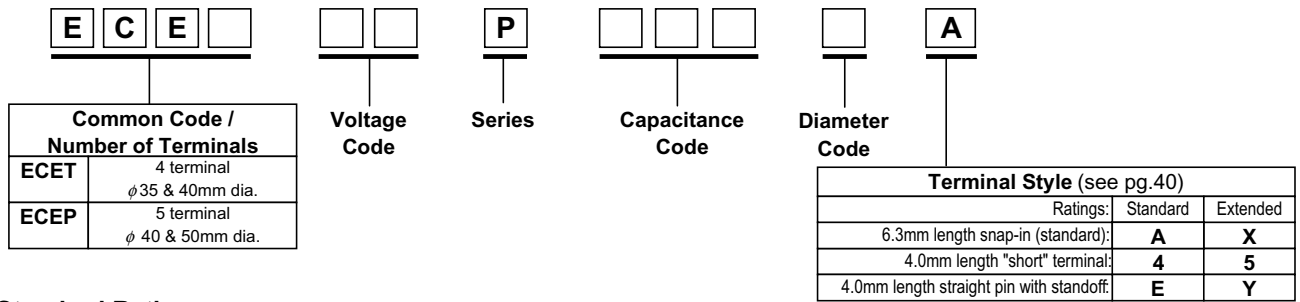 E C E P A
Common Code /
Number of Terminals
ECET 4 terminal
ϕ35 & 40mm dia.
ECEP 5 terminal
ϕ 40 & 50mm dia.
Voltage
Code
Series
Capacitance
Code
Diameter
Code
Terminal Style (see pg.40)
Ratings: Standard Extended
6.3mm length snap-in (standard): A X
4.0mm length "short" terminal: 4 5
4.0mm length straight pin with standoff: E Y